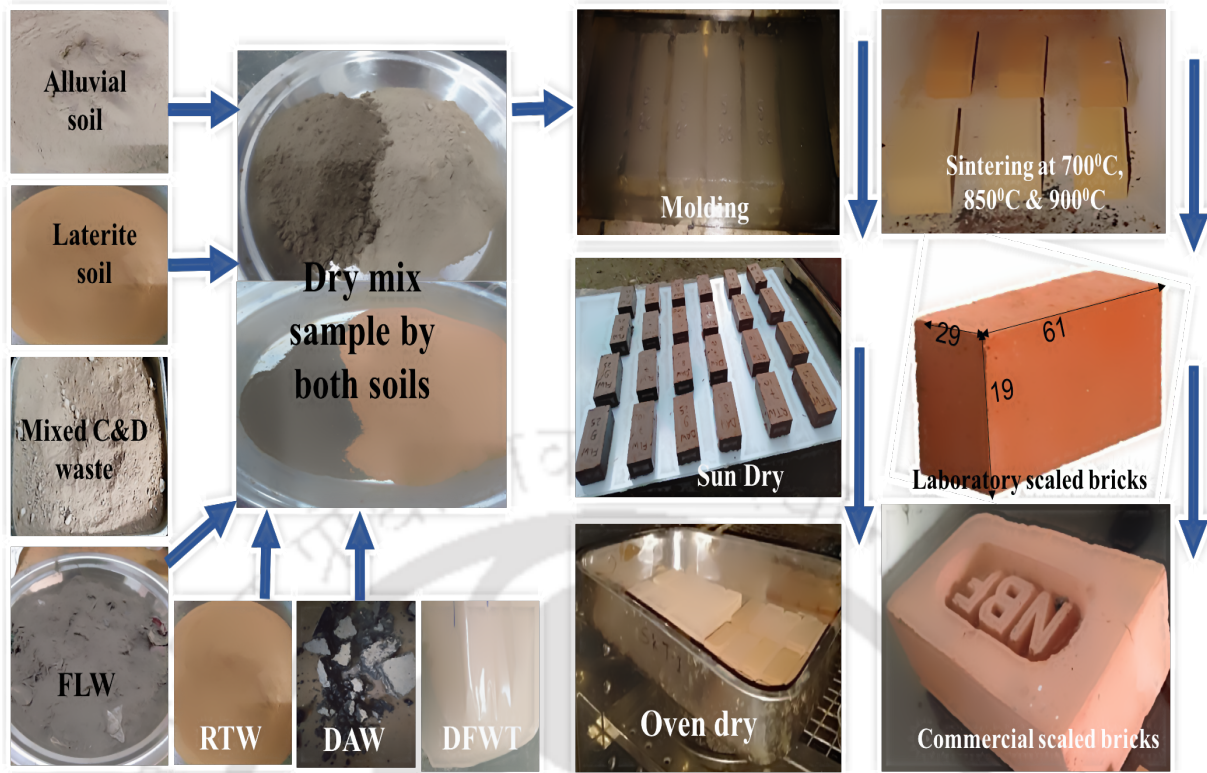 Alluvial
soil
Laterite
soil
Mixed C&D
waste
FLW
RTW
DAW
DFWT
Dry mix
sample by
both soils
Molding
Sun Dry
Oven dry
Sintering at 700⁰C,
850⁰C & 900⁰C
29
61
19
Laboratory scaled bricks
NBF
Commercial scaled bricks